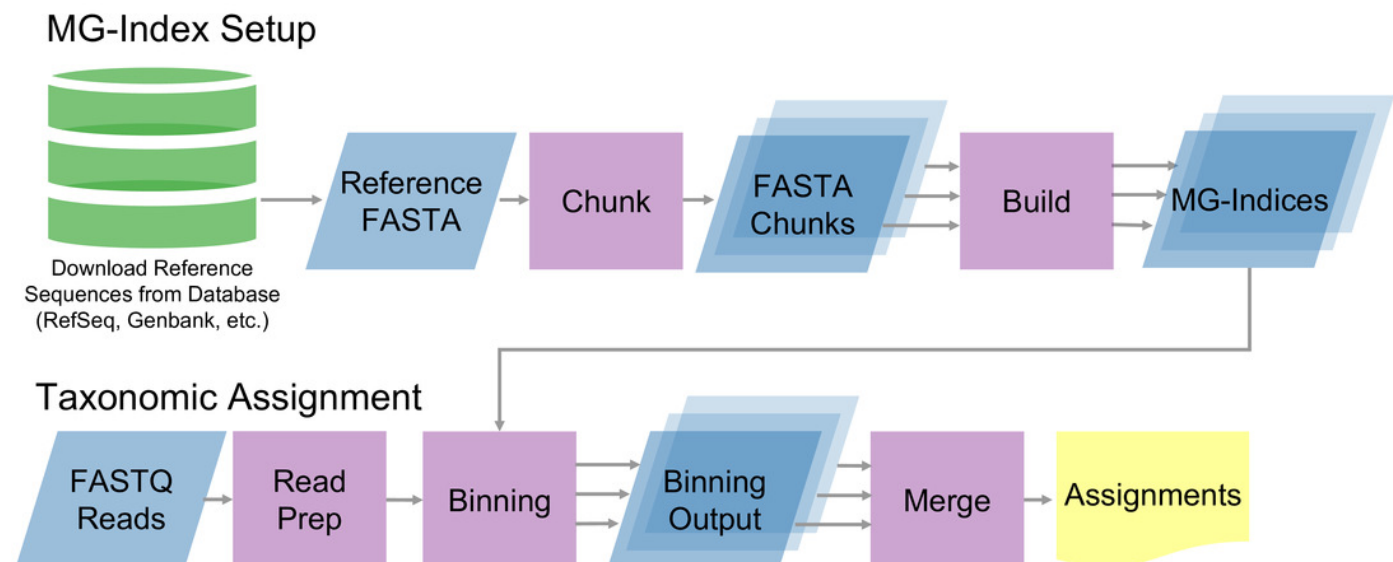 MG-Index Setup
Download Reference
Sequences from Database
(RefSeq, Genbank, etc.)
Reference
FASTA
Chunk
FASTA
Chunks
Build
MG-Indices
Taxonomic Assignment
FASTQ
Reads
Read
Prep
Binning
Binning
Output
Merge
Assignments